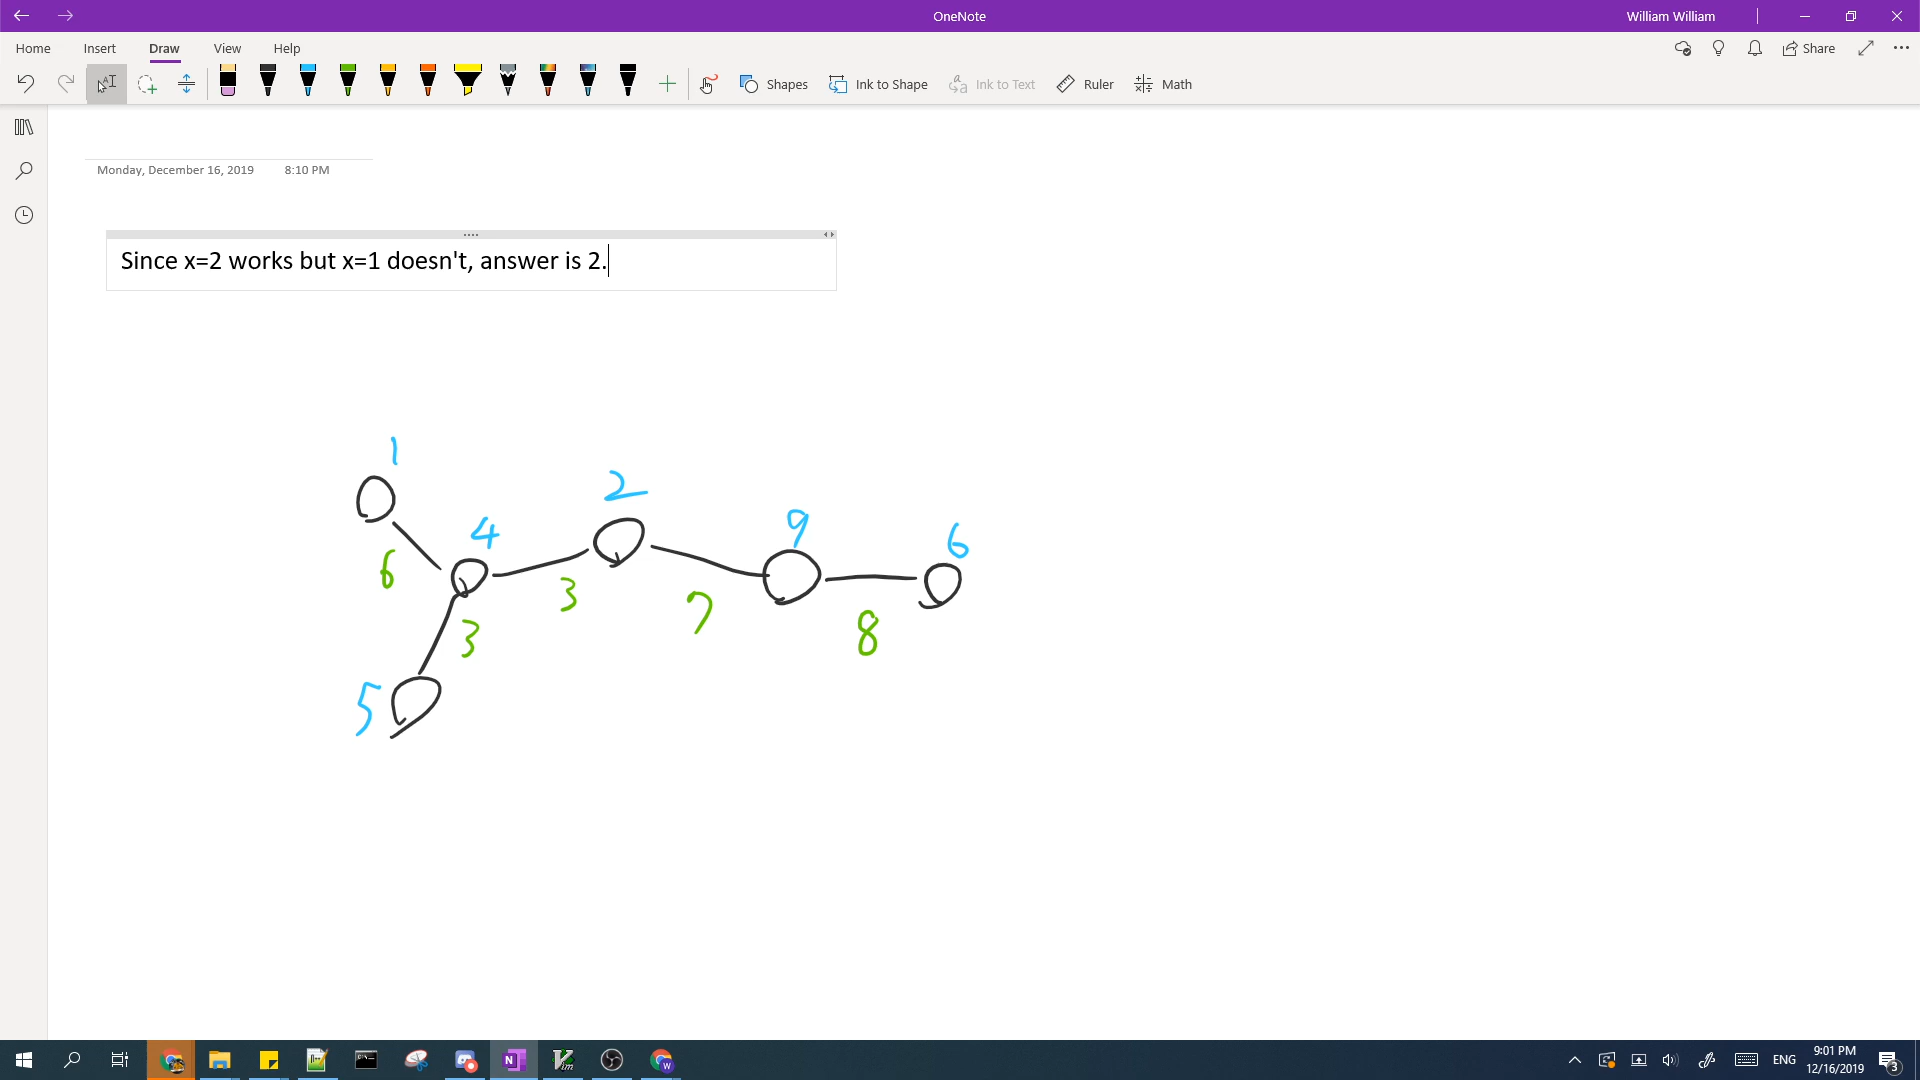 OneNote
William William
Home Insert Draw View Help
Share
Shapes Ink to Shape Ink to Text Ruler Math
Monday, December 16, 2019 8:10 PM
Since x=2 works but x=1 doesn't, answer is 2.
1
2
4
9
6
6
3
7
8
3
5
ENG
9:01 PM
12/16/2019
3